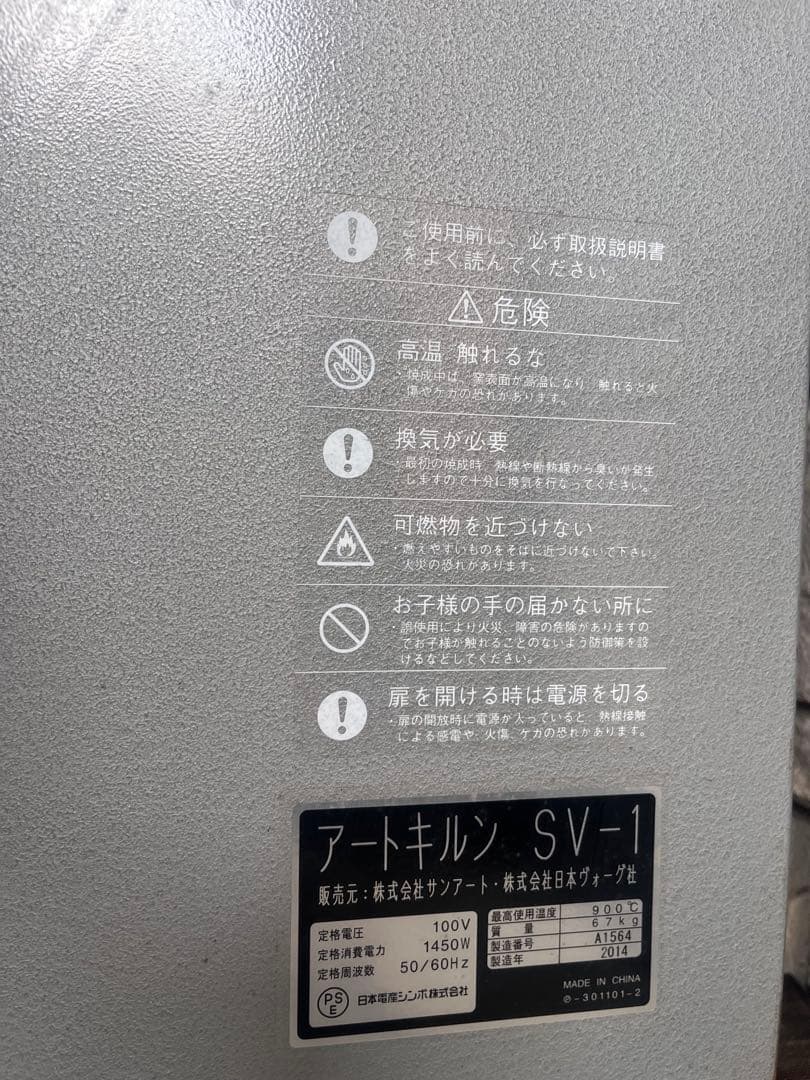 ご使用前に、必ず取扱説明書
をよく読んでください。
危険
高温 触れるな
・焼成中は、窯表面が高温になり、触れると火
傷やケガの恐れがあります。
換気が必要
・最初の焼成時、熱線や断熱線から臭いが発生
しますので十分に換気を行なってください。
可燃物を近づけない
・燃えやすいものをそばに近づけないで下さい。
火災の恐れがあります。
お子様の手の届かない所に
・誤使用により火災、障害の危険がありますの
でお子様が触れることのないよう防御策を設
けるなどしてください。
扉を開ける時は電源を切る
・扉の開放時に電源が入っていると、熱線接触
による感電や、火傷、ケガの恐れがあります。
アートキルン SV-1
販売元:株式会社サンアート・株式会社日本ヴォーグ社
定格電圧 100V
定格消費電力 1450W
定格周波数 50/60Hz
PSE 日本電産シンポ株式会社
最高使用温度 900℃
質量 67kg
製造番号 A1564
製造年 2014
MADE IN CHINA
℗-301101-2